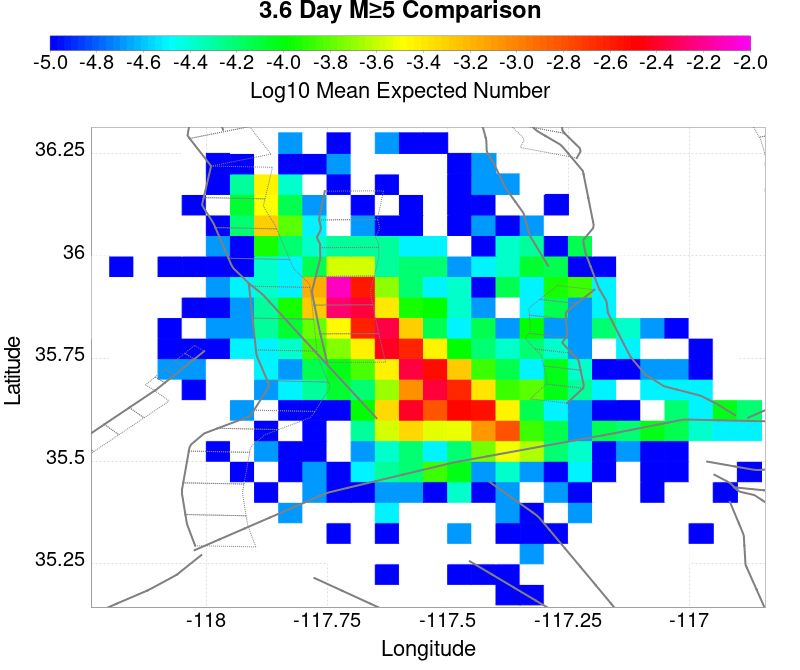 3.6 Day M≥5 Comparison
-5.0 -4.8 -4.6 -4.4 -4.2 -4.0 -3.8 -3.6 -3.4 -3.2 -3.0 -2.8 -2.6 -2.4 -2.2 -2.0
Log10 Mean Expected Number
36.25
36
35.75
35.5
35.25
Latitude
-118 -117.75 -117.5 -117.25 -117
Longitude